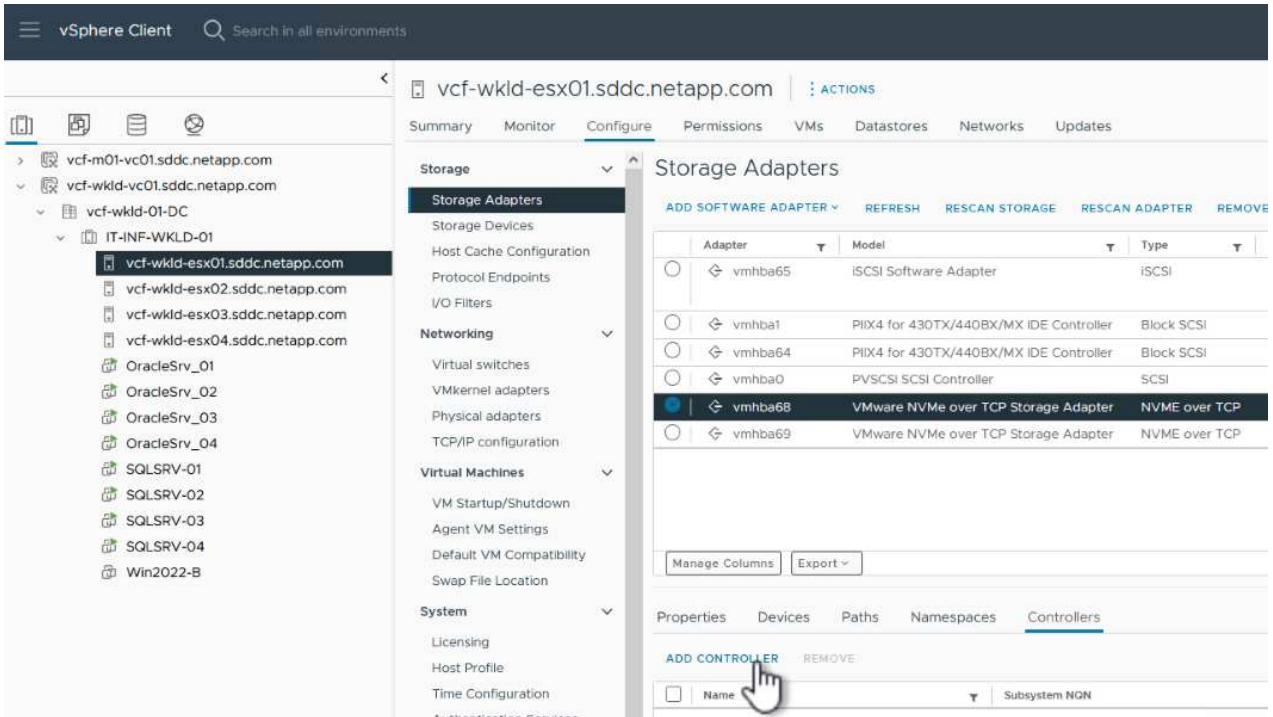 vSphere Client Search in all environments
vcf-wkld-esx01.sddc.netapp.com ACTIONS
Summary Monitor Configure Permissions VMs Datastores Networks Updates
vcf-m01-vc01.sddc.netapp.com
vcf-wkld-vc01.sddc.netapp.com
vcf-wkld-01-DC
IT-INF-WKLD-01
vcf-wkld-esx01.sddc.netapp.com
vcf-wkld-esx02.sddc.netapp.com
vcf-wkld-esx03.sddc.netapp.com
vcf-wkld-esx04.sddc.netapp.com
OracleSrv_01
OracleSrv_02
OracleSrv_03
OracleSrv_04
SQLSRV-01
SQLSRV-02
SQLSRV-03
SQLSRV-04
Win2022-B
Storage
Storage Adapters
Storage Devices
Host Cache Configuration
Protocol Endpoints
I/O Filters
Networking
Virtual switches
VMkernel adapters
Physical adapters
TCP/IP configuration
Virtual Machines
VM Startup/Shutdown
Agent VM Settings
Default VM Compatibility
Swap File Location
System
Licensing
Host Profile
Time Configuration
Storage Adapters
ADD SOFTWARE ADAPTER REFRESH RESCAN STORAGE RESCAN ADAPTER REMOVE
Adapter Model Type
vmhba65 iSCSI Software Adapter iSCSI
vmhba1 PIIX4 for 430TX/440BX/MX IDE Controller Block SCSI
vmhba64 PIIX4 for 430TX/440BX/MX IDE Controller Block SCSI
vmhba0 PVSCSI SCSI Controller SCSI
vmhba68 VMware NVMe over TCP Storage Adapter NVME over TCP
vmhba69 VMware NVMe over TCP Storage Adapter NVME over TCP
Manage Columns Export
Properties Devices Paths Namespaces Controllers
ADD CONTROLLER REMOVE
Name Subsystem NQN